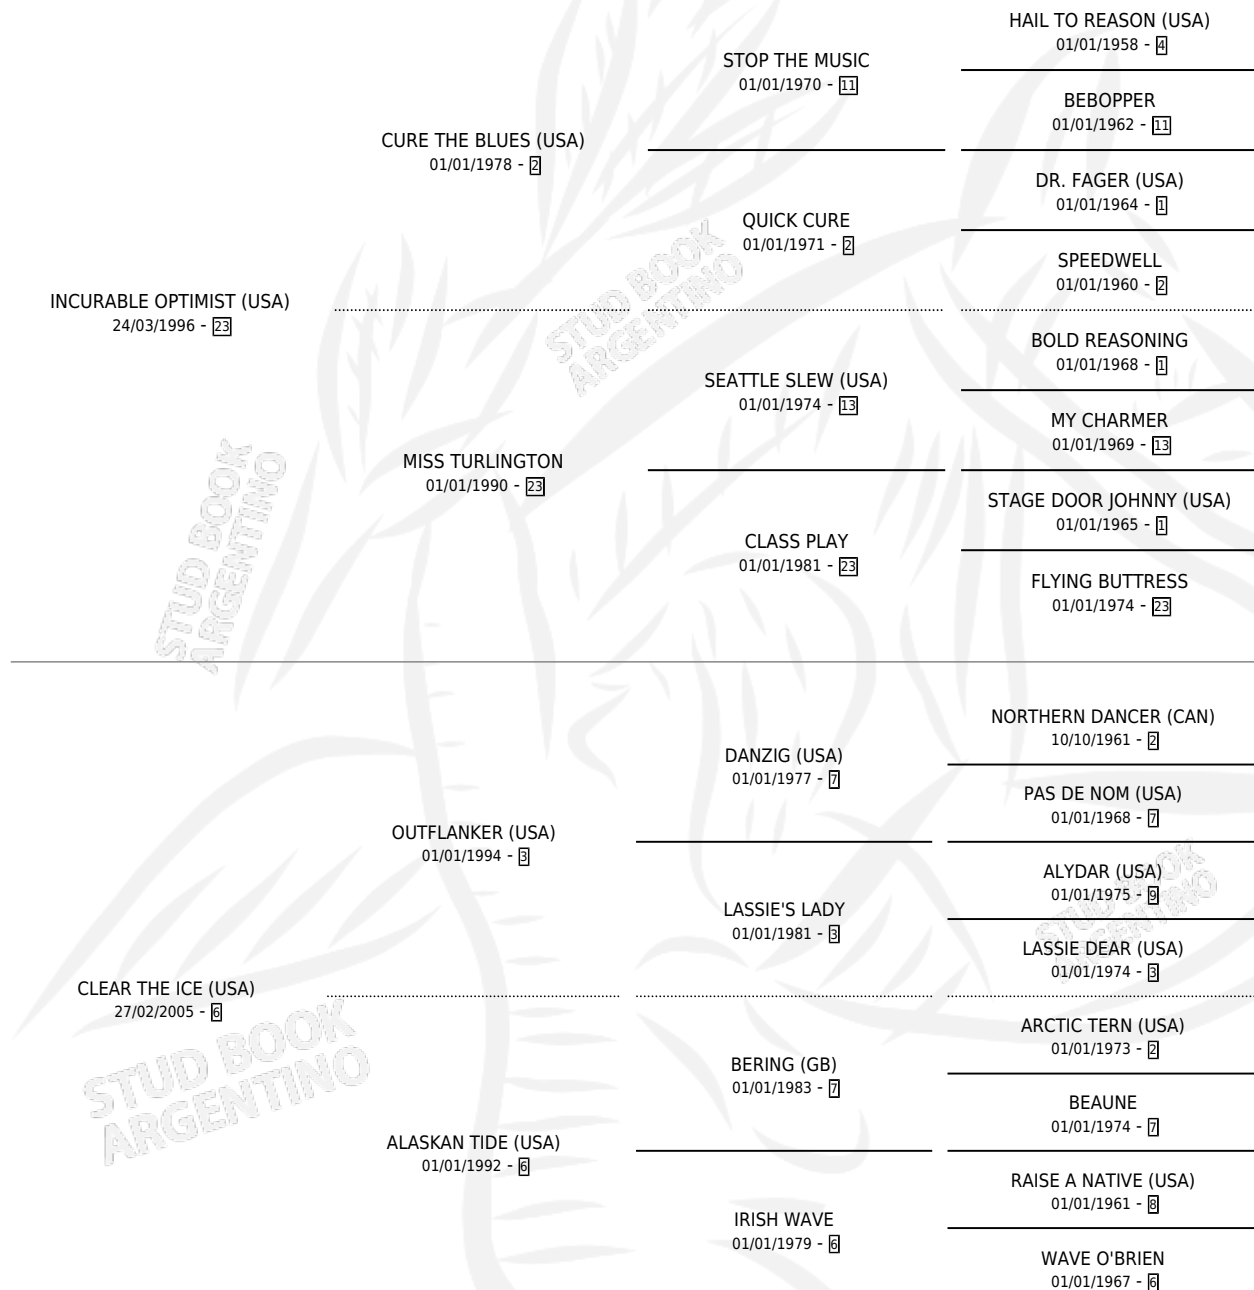 INCURABLE OPTIMIST (USA)
24/03/1996 - 23
CURE THE BLUES (USA)
01/01/1978 - 2
STOP THE MUSIC
01/01/1970 - 11
HAIL TO REASON (USA)
01/01/1958 - 4
BEBOPPER
01/01/1962 - 11
QUICK CURE
01/01/1971 - 2
DR. FAGER (USA)
01/01/1964 - 1
SPEEDWELL
01/01/1960 - 2
MISS TURLINGTON
01/01/1990 - 23
SEATTLE SLEW (USA)
01/01/1974 - 13
BOLD REASONING
01/01/1968 - 1
MY CHARMER
01/01/1969 - 13
CLASS PLAY
01/01/1981 - 23
STAGE DOOR JOHNNY (USA)
01/01/1965 - 1
FLYING BUTTRESS
01/01/1974 - 23
CLEAR THE ICE (USA)
27/02/2005 - 6
OUTFLANKER (USA)
01/01/1994 - 3
DANZIG (USA)
01/01/1977 - 7
NORTHERN DANCER (CAN)
10/10/1961 - 2
PAS DE NOM (USA)
01/01/1968 - 7
LASSIE'S LADY
01/01/1981 - 3
ALYDAR (USA)
01/01/1975 - 9
LASSIE DEAR (USA)
01/01/1974 - 3
ALASKAN TIDE (USA)
01/01/1992 - 6
BERING (GB)
01/01/1983 - 7
ARCTIC TERN (USA)
01/01/1973 - 2
BEAUNE
01/01/1974 - 7
IRISH WAVE
01/01/1979 - 6
RAISE A NATIVE (USA)
01/01/1961 - 8
WAVE O'BRIEN
01/01/1967 - 6
STUD BOOK
ARGENTINO
STUD BOOK
ARGENTINO
STUD BOOK
ARGENTINO
STUD BOOK
ARGENTINO